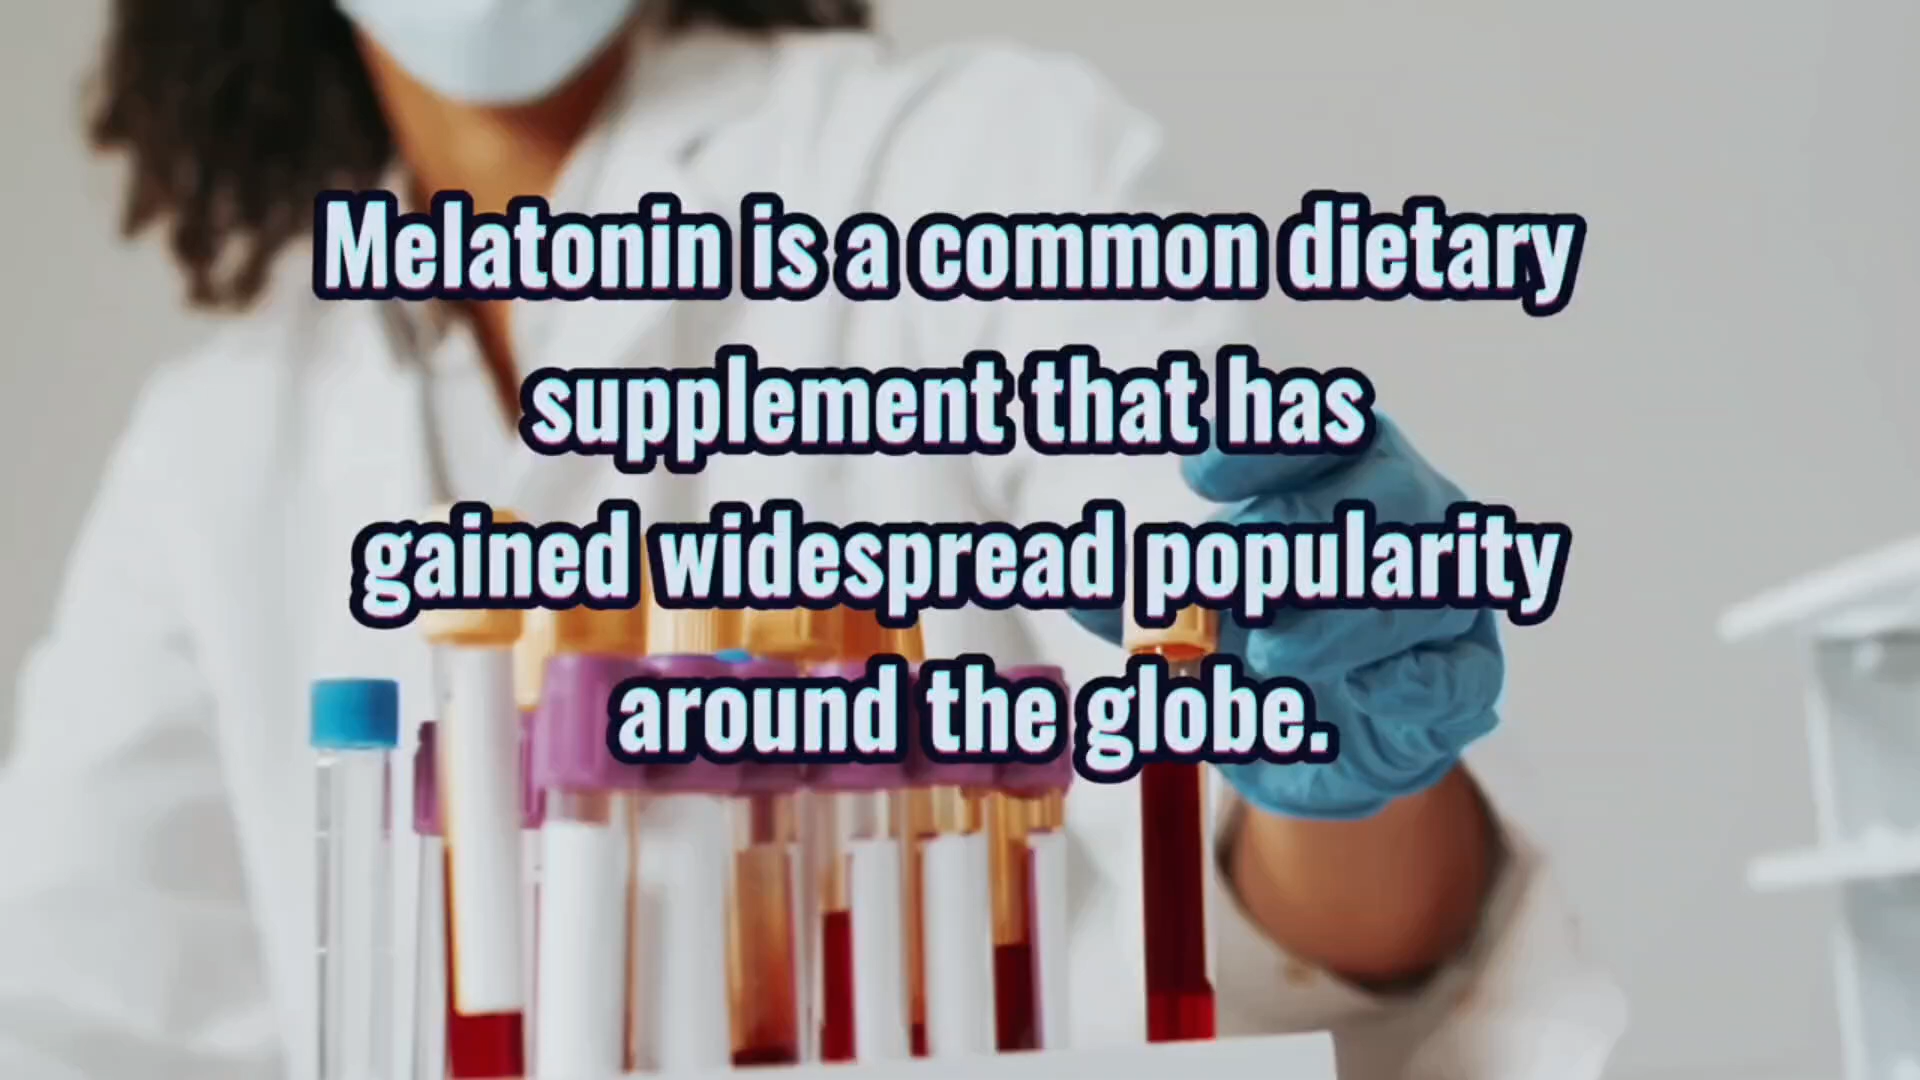 Melatonin is a common dietary
supplement that has
gained widespread popularity
around the globe.